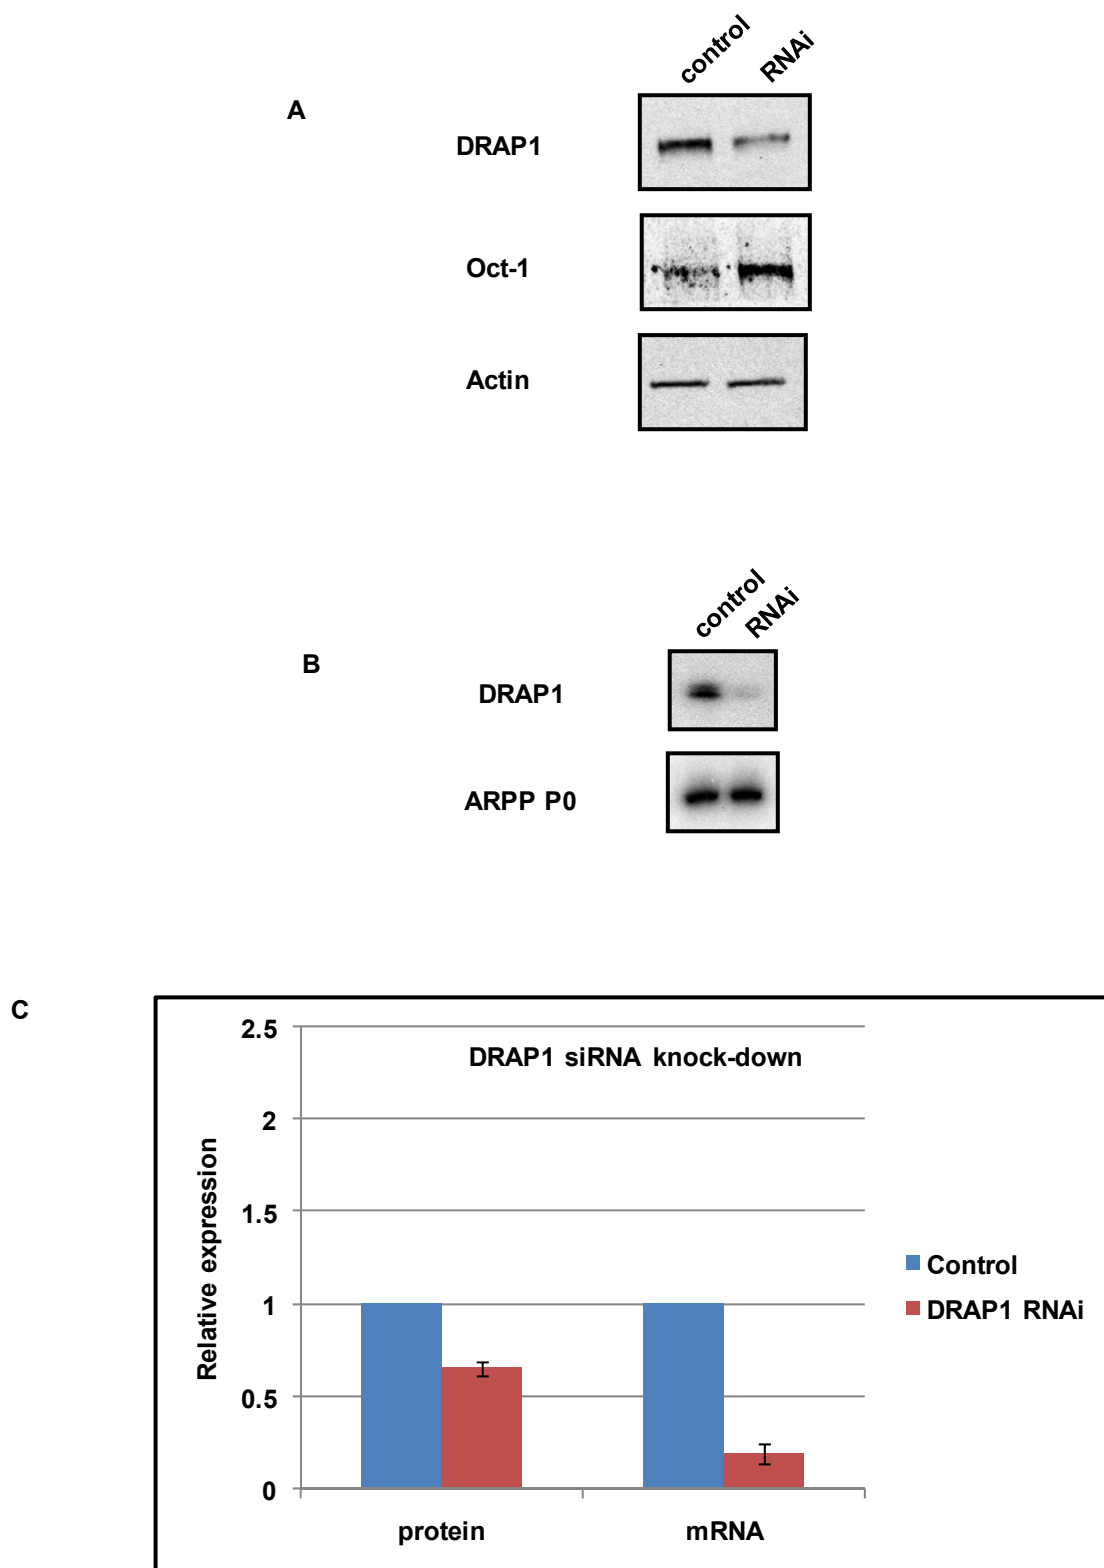 A
control
RNAi
DRAP1
Oct-1
Actin
B
control
RNAi
DRAP1
ARPP P0
C
DRAP1 siRNA knock-down
Relative expression
2.5
2
1.5
1
0.5
0
protein
mRNA
Control
DRAP1 RNAi